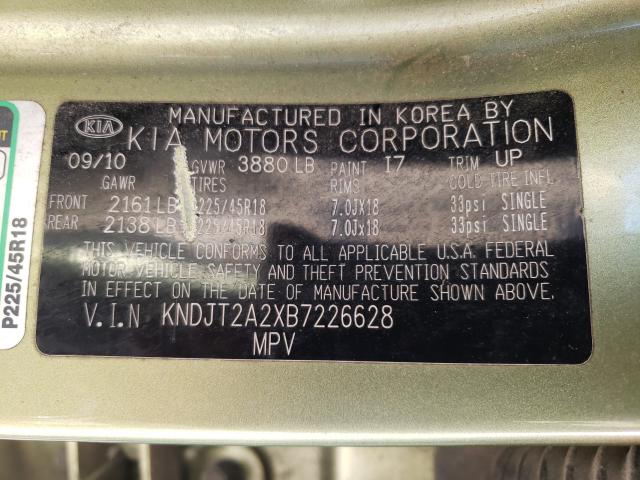 MANUFACTURED IN KOREA BY
KIA KIA MOTORS CORPORATION
09/10 GVWR 3880 LB PAINT I7 TRIM UP
GAWR TIRES RIMS COLD TIRE INFL
FRONT 2161 LB P225/45R18 7.0JX18 33psi SINGLE
REAR 2138 LB P225/45R18 7.0Jx18 33psi SINGLE
THIS VEHICLE CONFORMS TO ALL APPLICABLE U.S.A. FEDERAL
MOTOR VEHICLE SAFETY AND THEFT PREVENTION STANDARDS
IN EFFECT ON THE DATE OF MANUFACTURE SHOWN ABOVE.
V.I.N KNDJT2A2XB7226628
MPV
P225/45R18